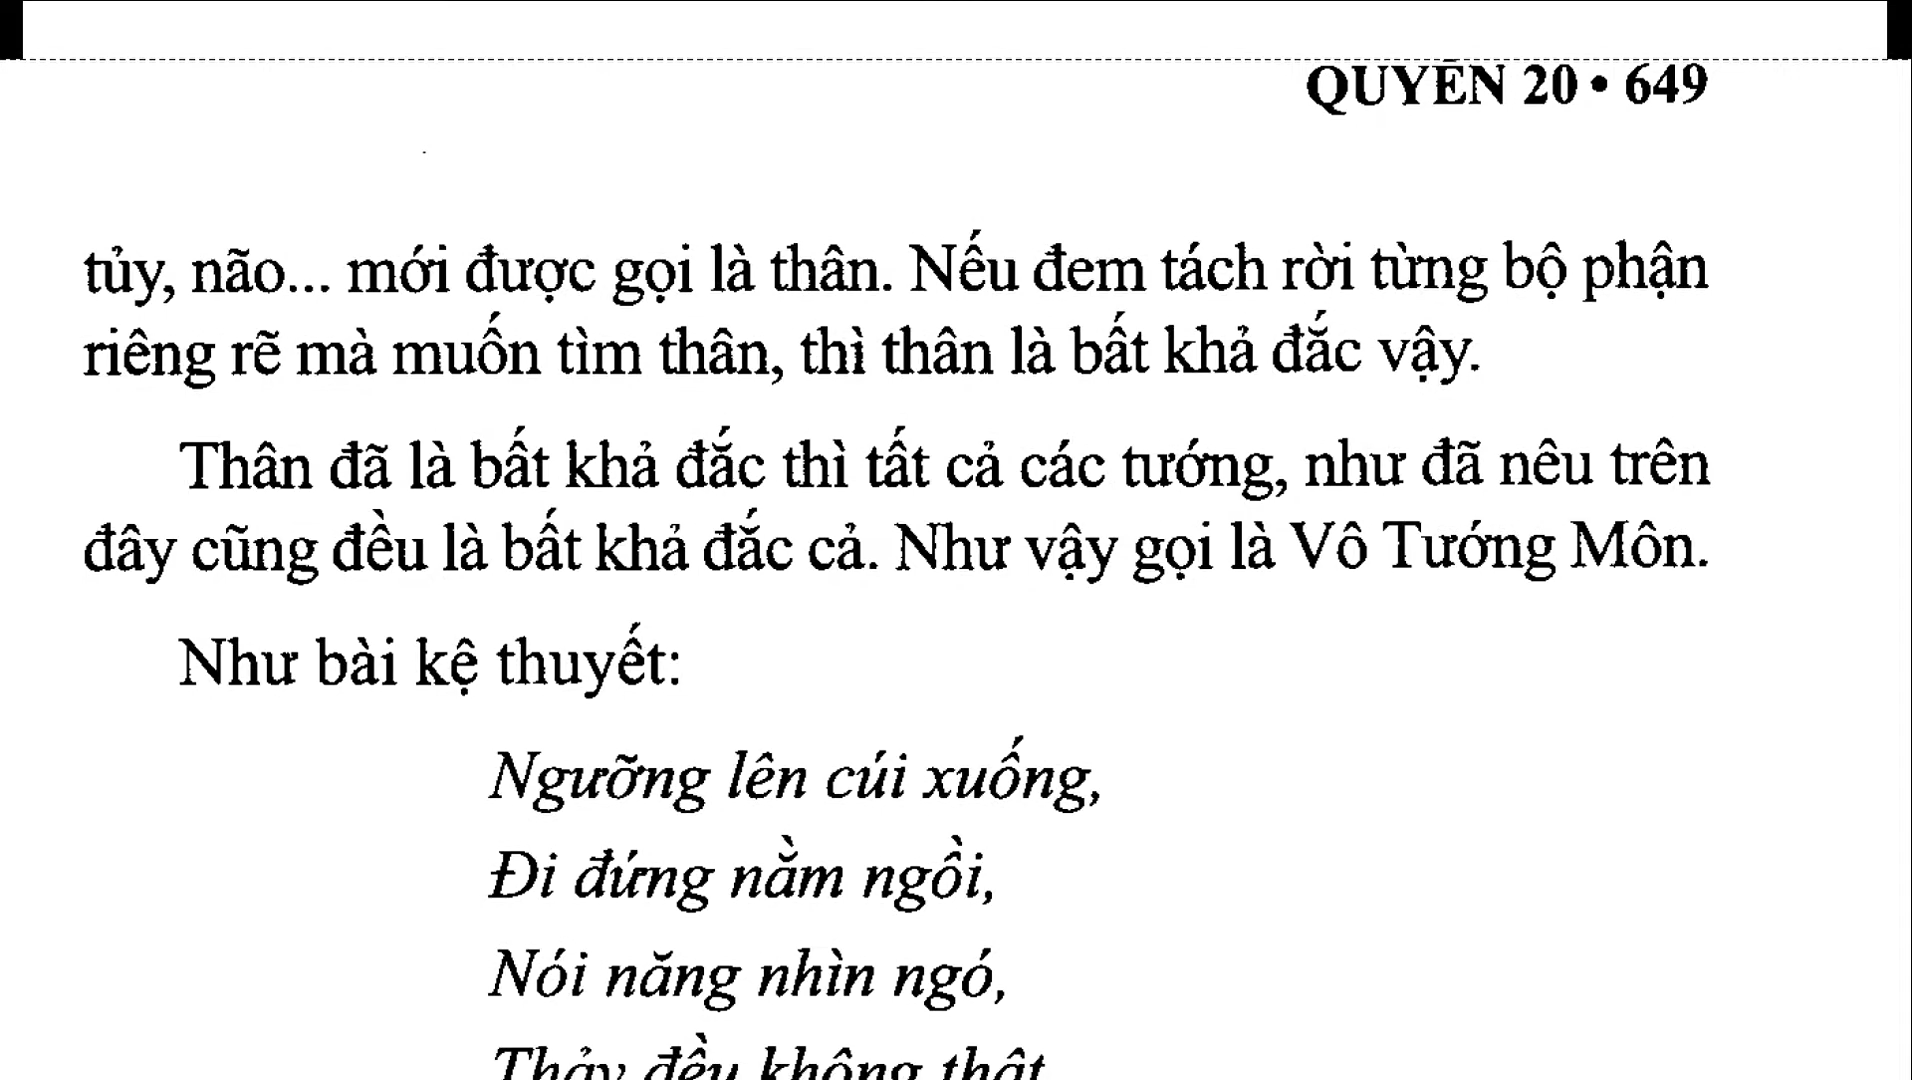 QUYỂN 20 • 649
tủy, não... mới được gọi là thân. Nếu đem tách rời từng bộ phận
riêng rẽ mà muốn tìm thân, thì thân là bất khả đắc vậy.
Thân đã là bất khả đắc thì tất cả các tướng, như đã nêu trên
đây cũng đều là bất khả đắc cả. Như vậy gọi là Vô Tướng Môn.
Như bài kệ thuyết:
Ngưỡng lên cúi xuống,
Đi đứng nằm ngồi,
Nói năng nhìn ngó,
Thảy đều không thật